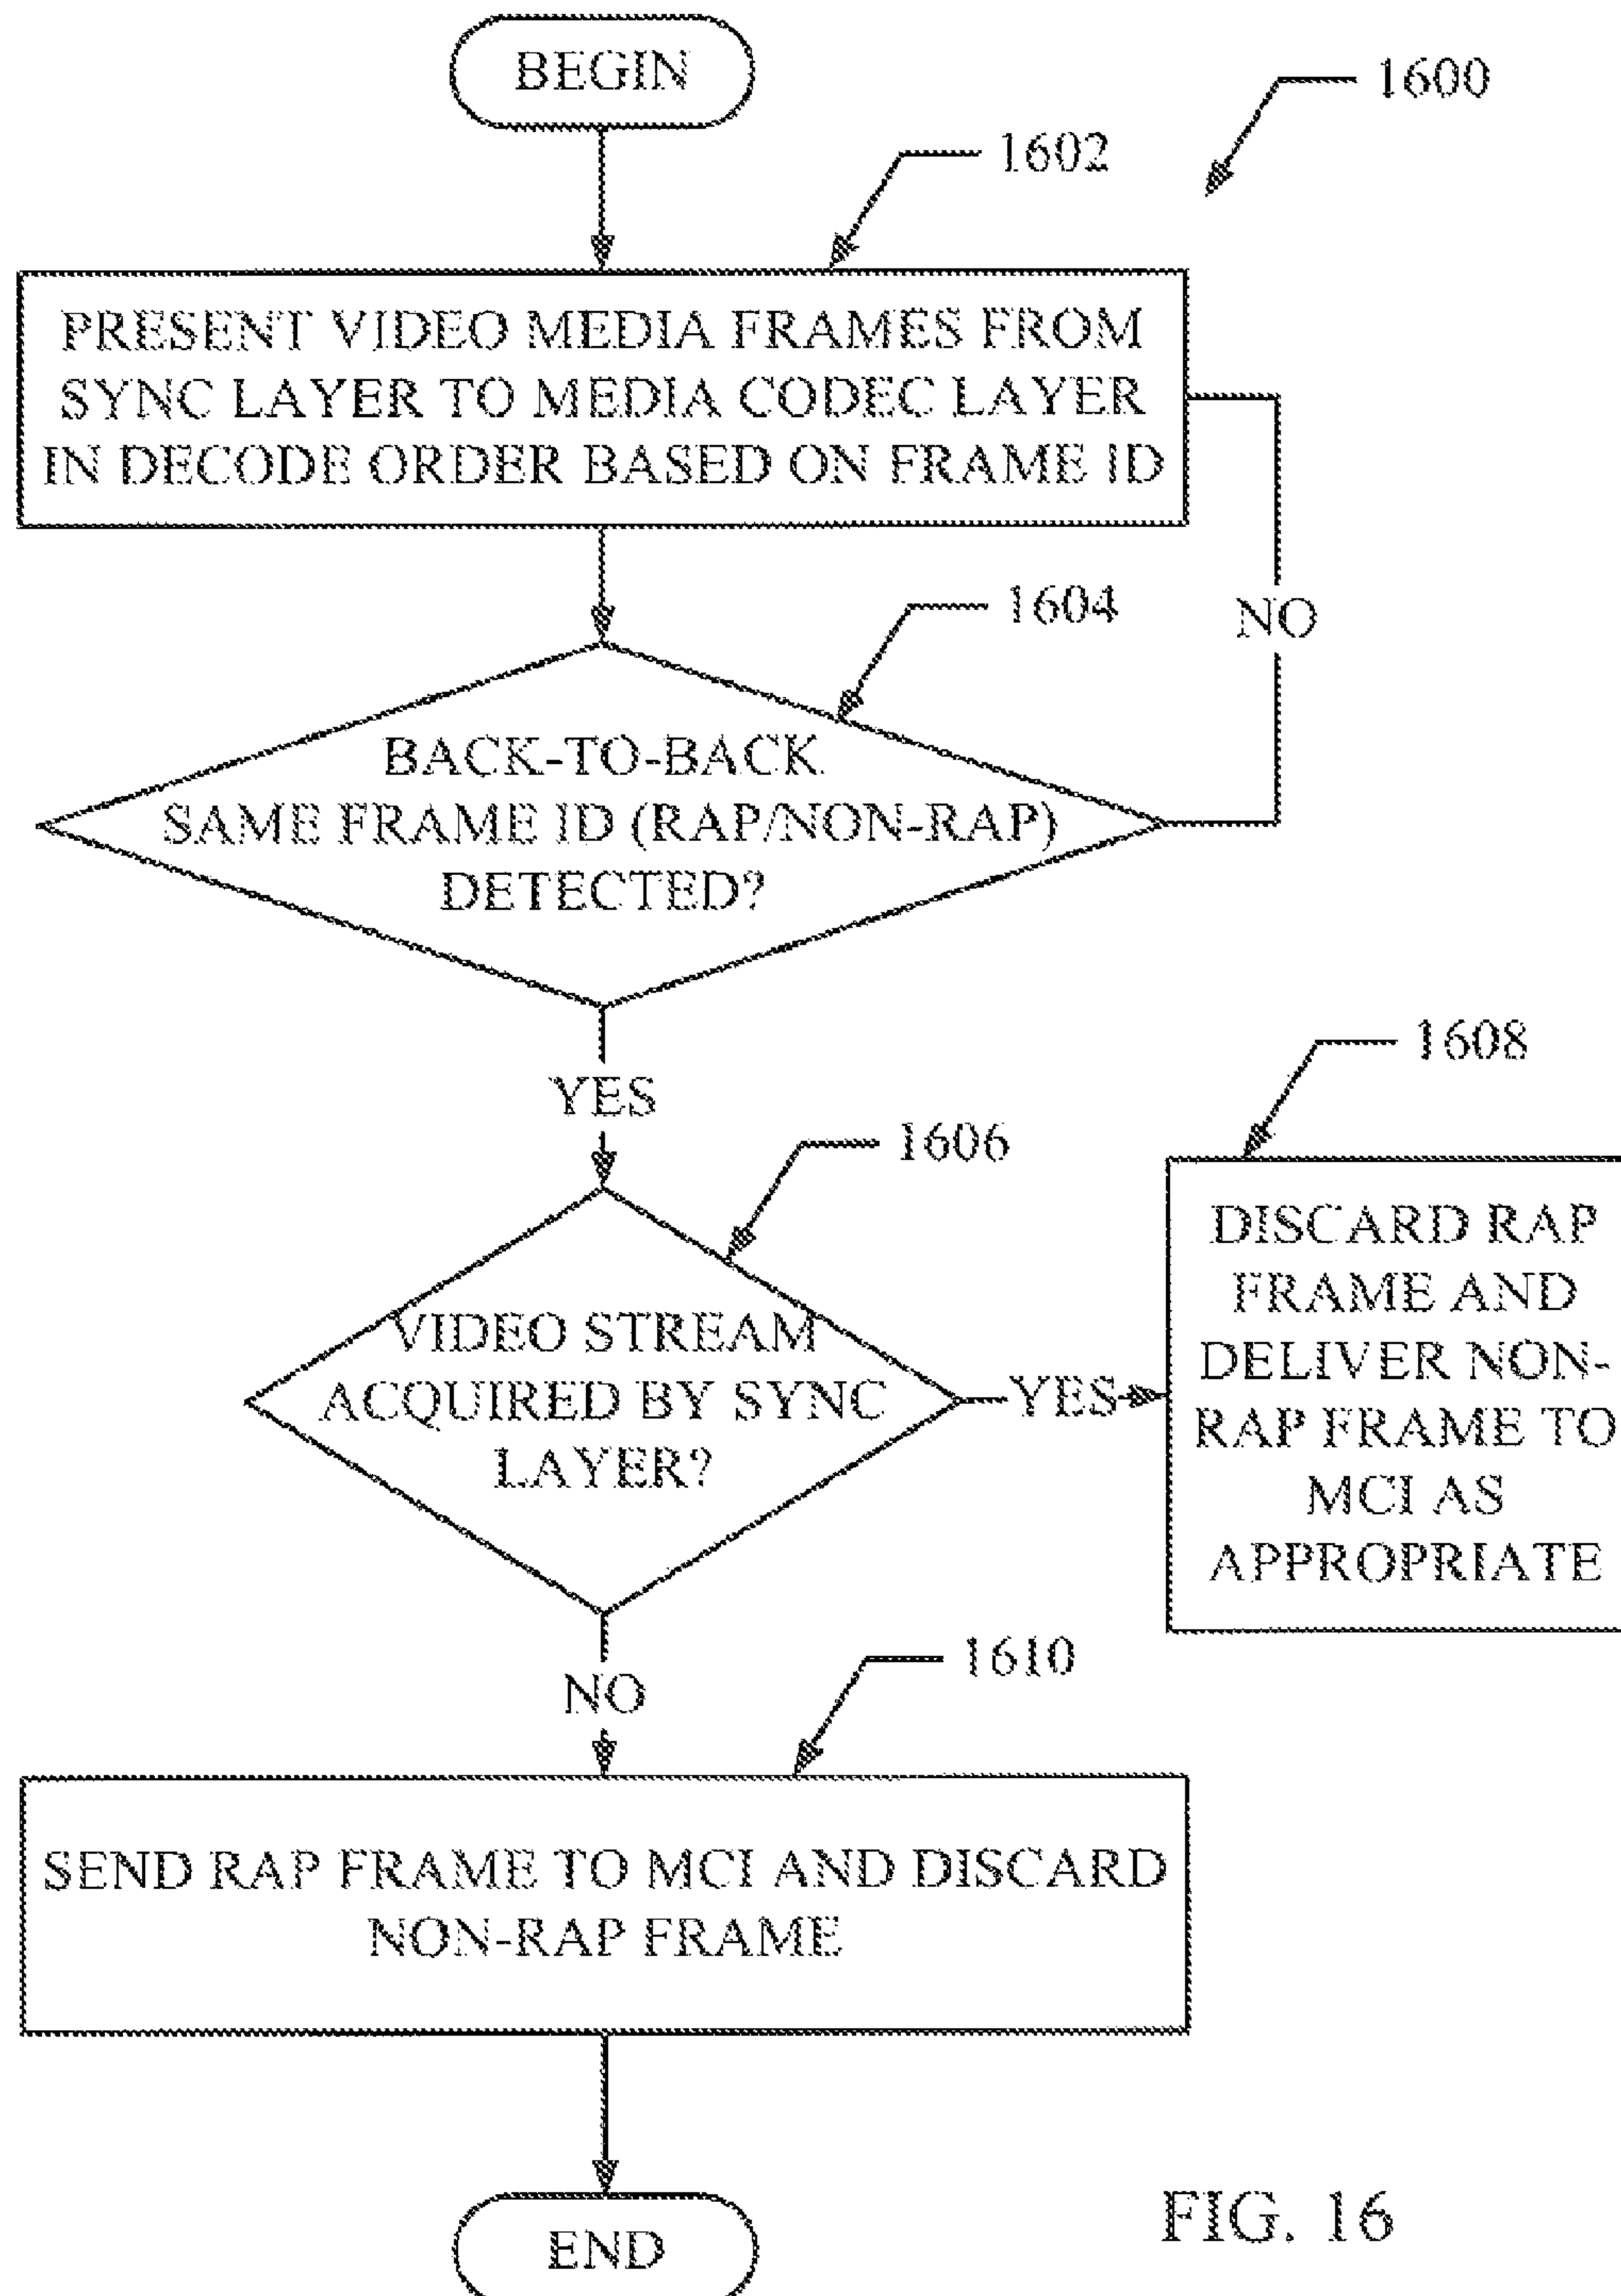 BEGIN
1600
1602
PRESENT VIDEO MEDIA FRAMES FROM
SYNC LAYER TO MEDIA CODEC LAYER
IN DECODE ORDER BASED ON FRAME ID
1604
NO
BACK-TO-BACK
SAME FRAME ID (RAP/NON-RAP)
DETECTED?
YES
1606
1608
VIDEO STREAM
ACQUIRED BY SYNC
LAYER?
YES
DISCARD RAP
FRAME AND
DELIVER NON-
RAP FRAME TO
MCI AS
APPROPRIATE
NO
1610
SEND RAP FRAME TO MCI AND DISCARD
NON-RAP FRAME
END
FIG. 16